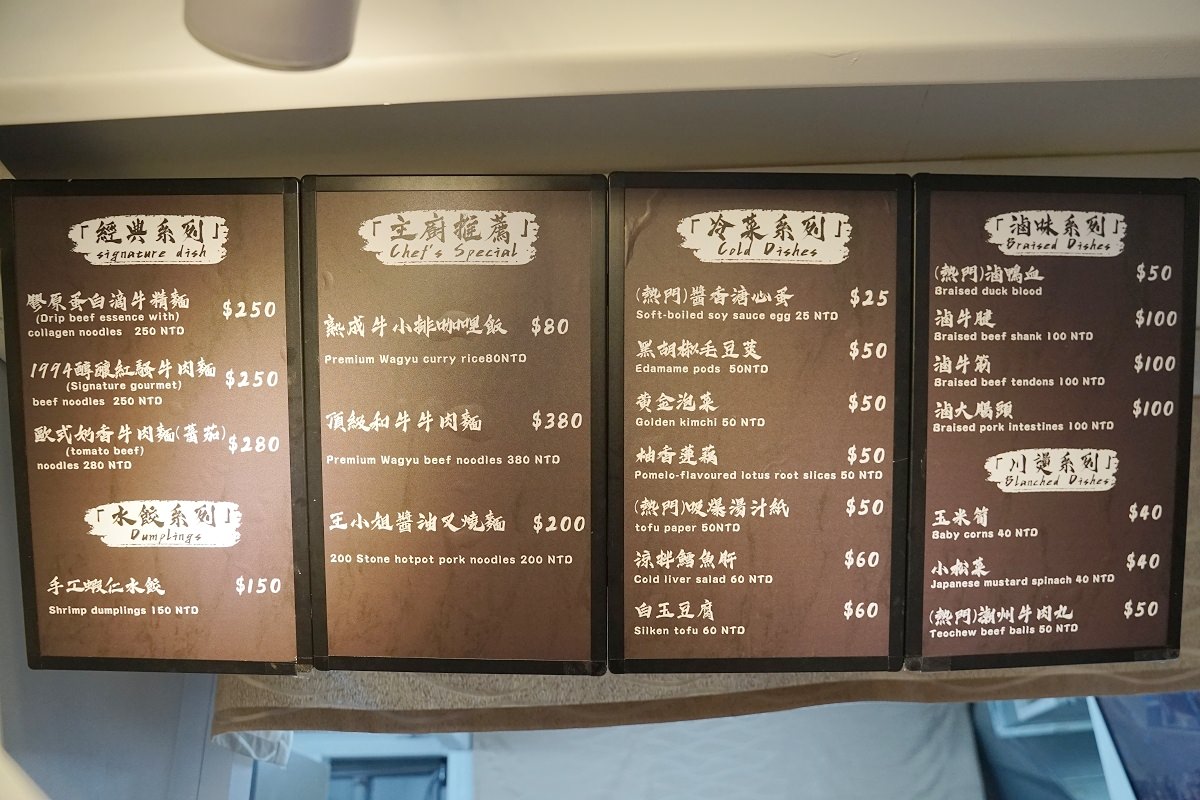 「經典系列」
signature dish
膠原蛋白滴牛精麵 $250
(Drip beef essence with)
collagen noodles 250 NTD
1994醇釀紅騷牛肉麵 $250
(Signature gourmet)
beef noodles 250 NTD
歐式奶香牛肉麵(蕃茄) $280
(tomato beef)
noodles 280 NTD
「水餃系列」
Dumplings
手工蝦仁水餃 $150
Shrimp dumplings 150 NTD
「主廚推薦」
Chef's Special
熟成牛小排咖哩飯 $80
Premium Wagyu curry rice80NTD
頂級和牛牛肉麵 $380
Premium Wagyu beef noodles 380 NTD
王小姐醬油叉燒麵 $200
200 Stone hotpot pork noodles 200 NTD
「冷菜系列」
Cold Dishes
(熱門)醬香溏心蛋 $25
Soft-boiled soy sauce egg 25 NTD
黑胡椒毛豆莢 $50
Edamame pods 50NTD
黄金泡菜 $50
Golden kimchi 50 NTD
柚香蓮藕 $50
Pomelo-flavoured lotus root slices 50 NTD
(熱門)吸爆湯汁紙 $50
tofu paper 50NTD
涼拌鱈魚肝 $60
Cold liver salad 60 NTD
白玉豆腐 $60
Silken tofu 60 NTD
「滷味系列」
Braised Dishes
(熱門)滷鴨血 $50
Braised duck blood
滷牛腱 $100
Braised beef shank 100 NTD
滷牛筋 $100
Braised beef tendons 100 NTD
滷大腸頭 $100
Braised pork intestines 100 NTD
「川燙系列」
Blanched Dishes
玉米筍 $40
Baby corns 40 NTD
小松菜 $40
Japanese mustard spinach 40 NTD
(熱門)潮州牛肉丸 $50
Teochew beef balls 50 NTD